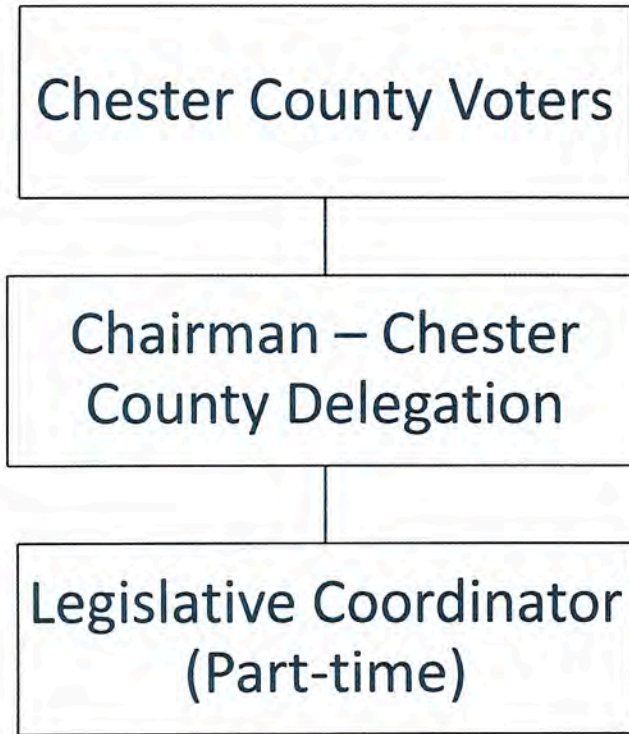 Chester County Voters
Chairman – Chester
County Delegation
Legislative Coordinator
(Part-time)